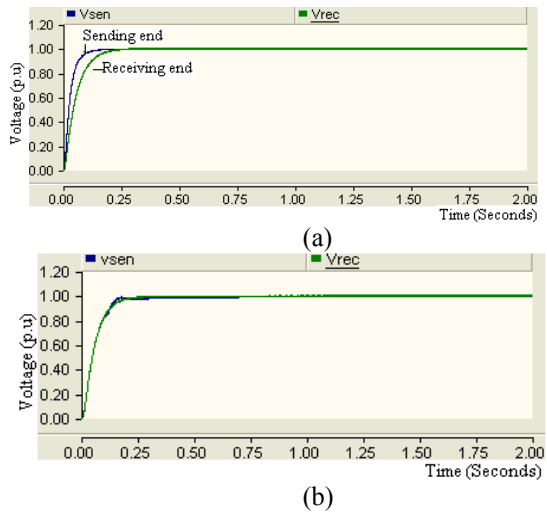 (a)
Vsen Vrec
1.20
1.00
0.80
0.60
0.40
0.20
0.00
Voltage (p.u)
Sending end
Receiving end
0.00 0.25 0.50 0.75 1.00 1.25 1.50 1.75 2.00
Time (Seconds)
(a)
vsen Vrec
1.20
1.00
0.80
0.60
0.40
0.20
0.00
Voltage (p.u)
0.00 0.25 0.50 0.75 1.00 1.25 1.50 1.75 2.00
Time (Seconds)
(b)